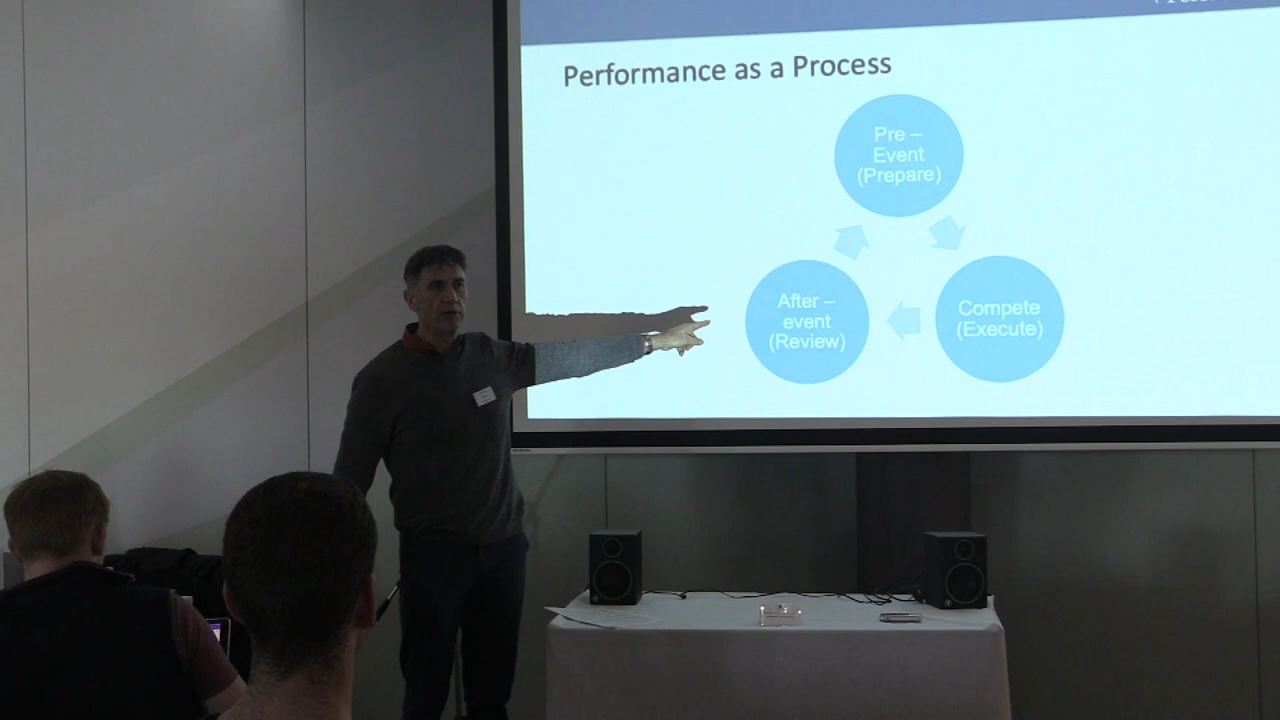 Performance as a Process
Pre –
Event
(Prepare)
After –
event
(Review)
Compete
(Execute)